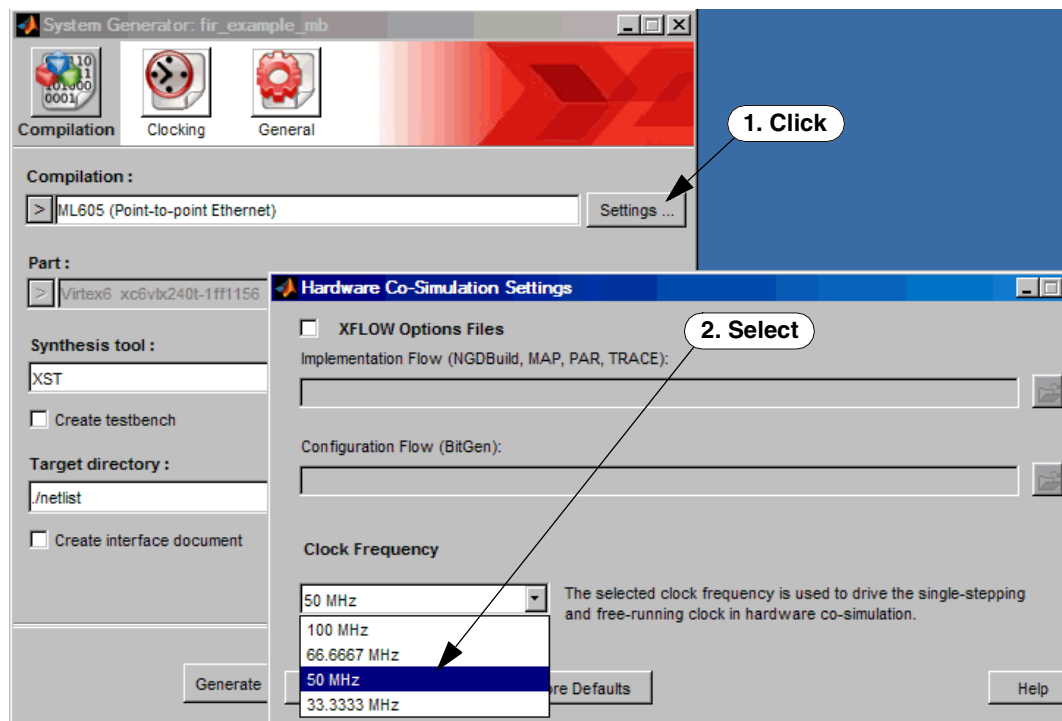 System Generator: fir_example_mb
Compilation
Clocking
General
1. Click
Compilation :
> ML605 (Point-to-point Ethernet)
Settings ...
Part :
> Virtex6 xc6vlx240t-1ff1156
Hardware Co-Simulation Settings
XFLOW Options Files
2. Select
Implementation Flow (NGDBuild, MAP, PAR, TRACE):
Synthesis tool :
XST
Create testbench
Configuration Flow (BitGen):
Target directory :
./netlist
Create interface document
Clock Frequency
50 MHz
The selected clock frequency is used to drive the single-stepping
and free-running clock in hardware co-simulation.
100 MHz
66.6667 MHz
50 MHz
33.3333 MHz
Generate
Defaults
Help